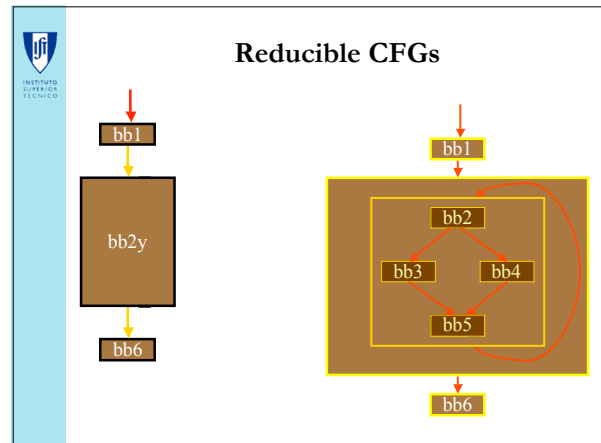 INSTITUTO
SUPERIOR
TÉCNICO
Reducible CFGs
bb1
bb2y
bb6
bb1
bb2
bb3 bb4
bb5
bb6